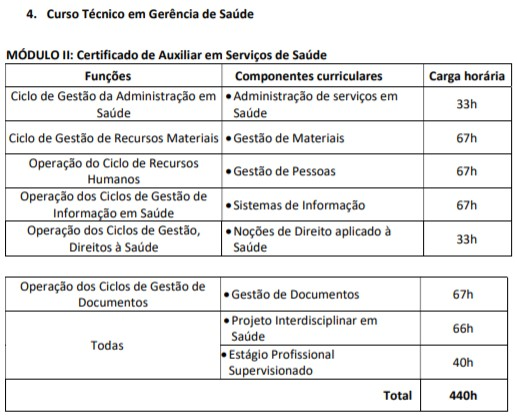 4. Curso Técnico em Gerência de Saúde
MÓDULO II: Certificado de Auxiliar em Serviços de Saúde
Funções Componentes curriculares Carga horária
Ciclo de Gestão da Administração em
Saúde
• Administração de serviços em
Saúde
33h
Ciclo de Gestão de Recursos Materiais • Gestão de Materiais 67h
Operação do Ciclo de Recursos
Humanos
• Gestão de Pessoas 67h
Operação dos Ciclos de Gestão de
Informação em Saúde
• Sistemas de Informação 67h
Operação dos Ciclos de Gestão,
Direitos à Saúde
• Noções de Direito aplicado à
Saúde
33h
Operação dos Ciclos de Gestão de
Documentos
• Gestão de Documentos 67h
Todas
• Projeto Interdisciplinar em
Saúde
66h
• Estágio Profissional
Supervisionado
40h
Total 440h